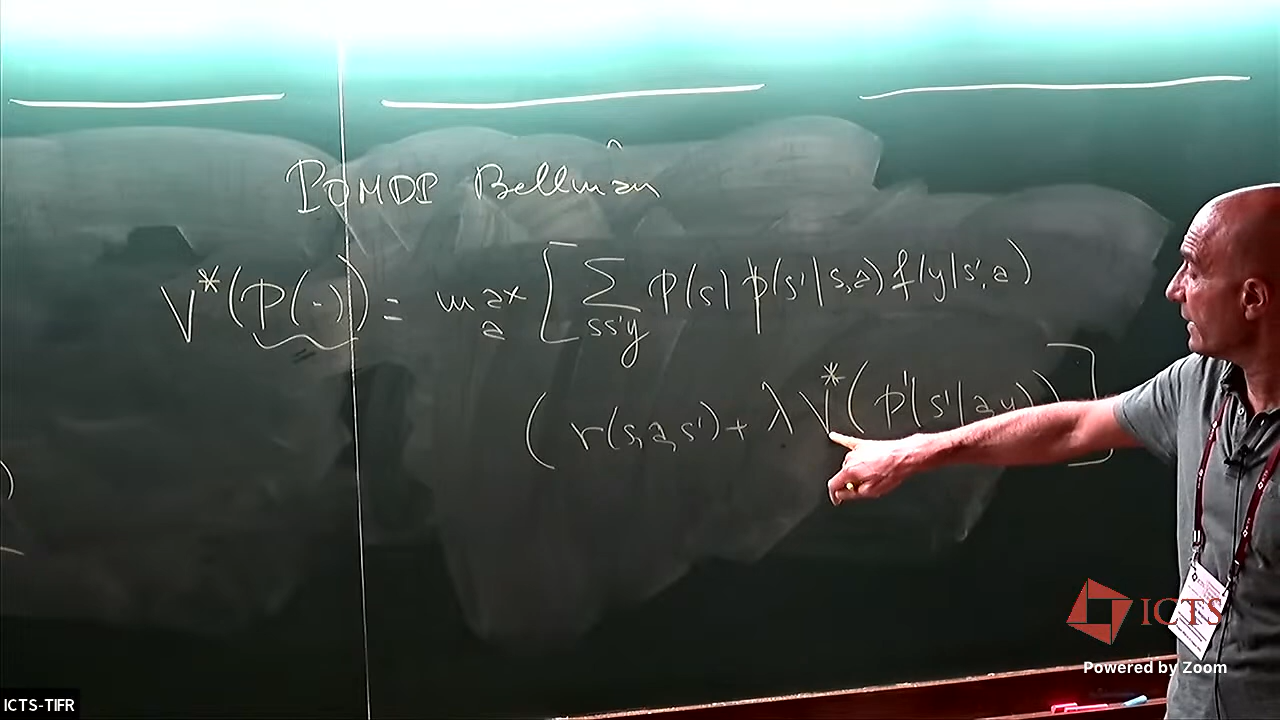 POMDP Bellman
V*(P(·)) = max_a [ Σ_{ss'y} P(s) p(s'|s,a) f(y|s',a)
( r(s,a,s') + λ V*(p'(s'|a,y)) ]
)
ICTS
Powered by Zoom
ICTS-TIFR